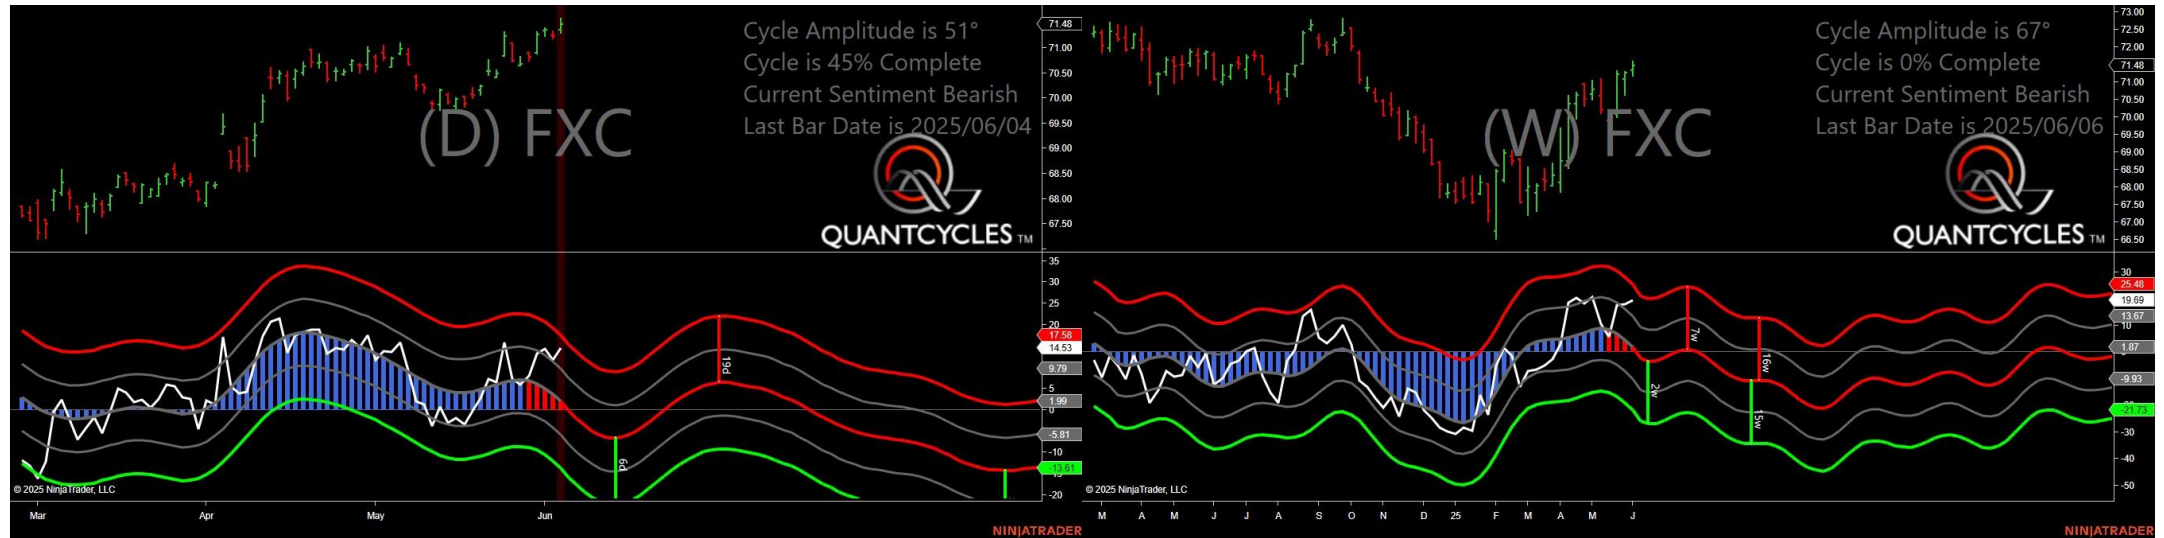 Cycle Amplitude is 51°
Cycle is 45% Complete
Current Sentiment Bearish
Last Bar Date is 2025/06/04
(D) FXC
QUANTCYCLES TM
71.48
71.00
70.50
70.00
69.50
69.00
68.50
68.00
67.50
35
30
25
20
17.58
14.53
9.79
5
1.99
0
-5.81
-10
-13.61
-20
19d
6d
© 2025 NinjaTrader, LLC
Mar Apr May Jun
NINJATRADER
Cycle Amplitude is 67°
Cycle is 0% Complete
Current Sentiment Bearish
Last Bar Date is 2025/06/06
(W) FXC
QUANTCYCLES TM
73.00
72.50
72.00
71.48
71.00
70.50
70.00
69.50
69.00
68.50
68.00
67.50
67.00
66.50
30
25.48
19.69
13.67
10
1.87
-9.93
-21.73
-30
-40
-50
7w
16w
2w
15w
© 2025 NinjaTrader, LLC
M A M J J A S O N D 25 F M A M J
NINJATRADER